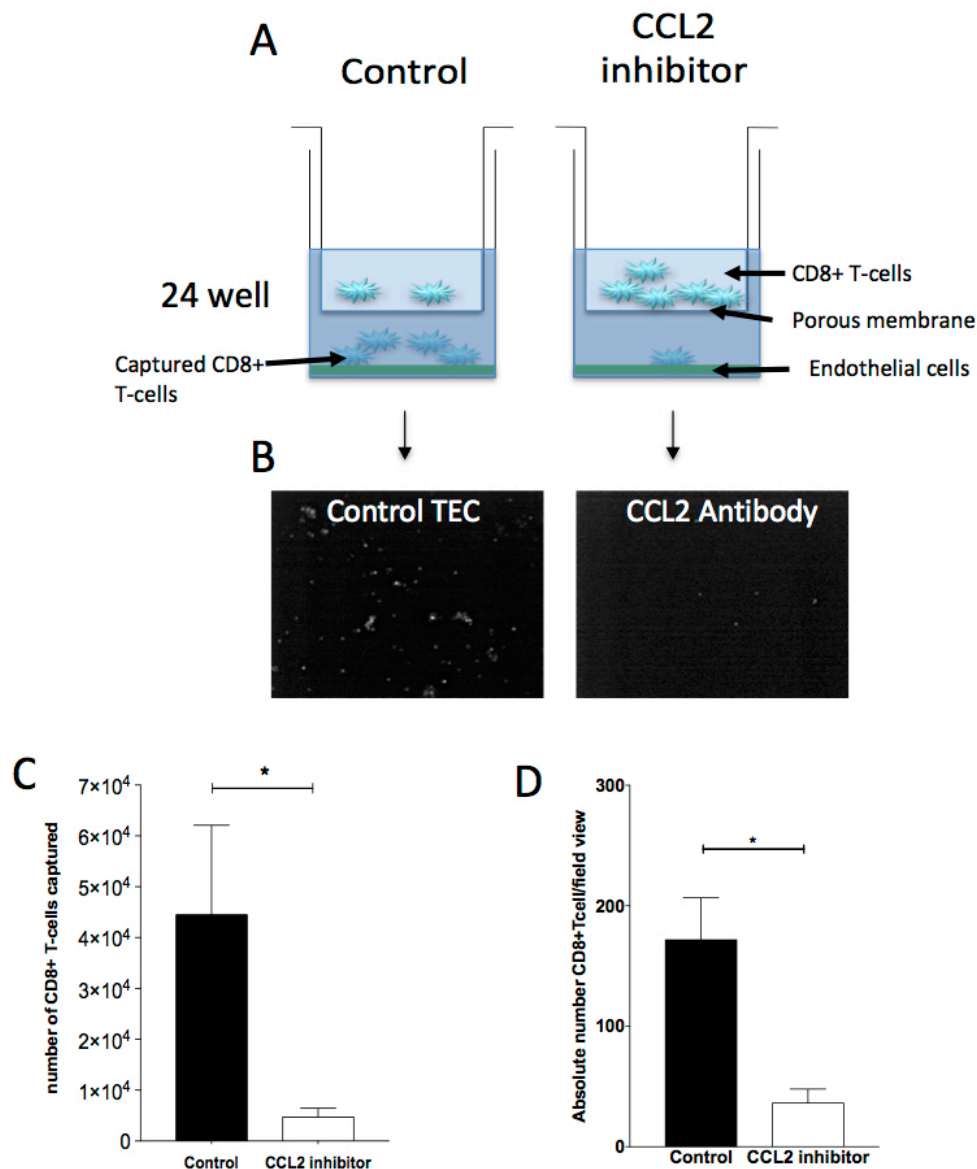 A
Control
CCL2
inhibitor
24 well
CD8+ T-cells
Porous membrane
Captured CD8+
T-cells
Endothelial cells
B
Control TEC
CCL2 Antibody
C
number of CD8+ T-cells captured
7×10⁴
6×10⁴
5×10⁴
4×10⁴
3×10⁴
2×10⁴
1×10⁴
0
*
Control
CCL2 inhibitor
D
Absolute number CD8+Tcell/field view
300
200
100
0
*
Control
CCL2 inhibitor